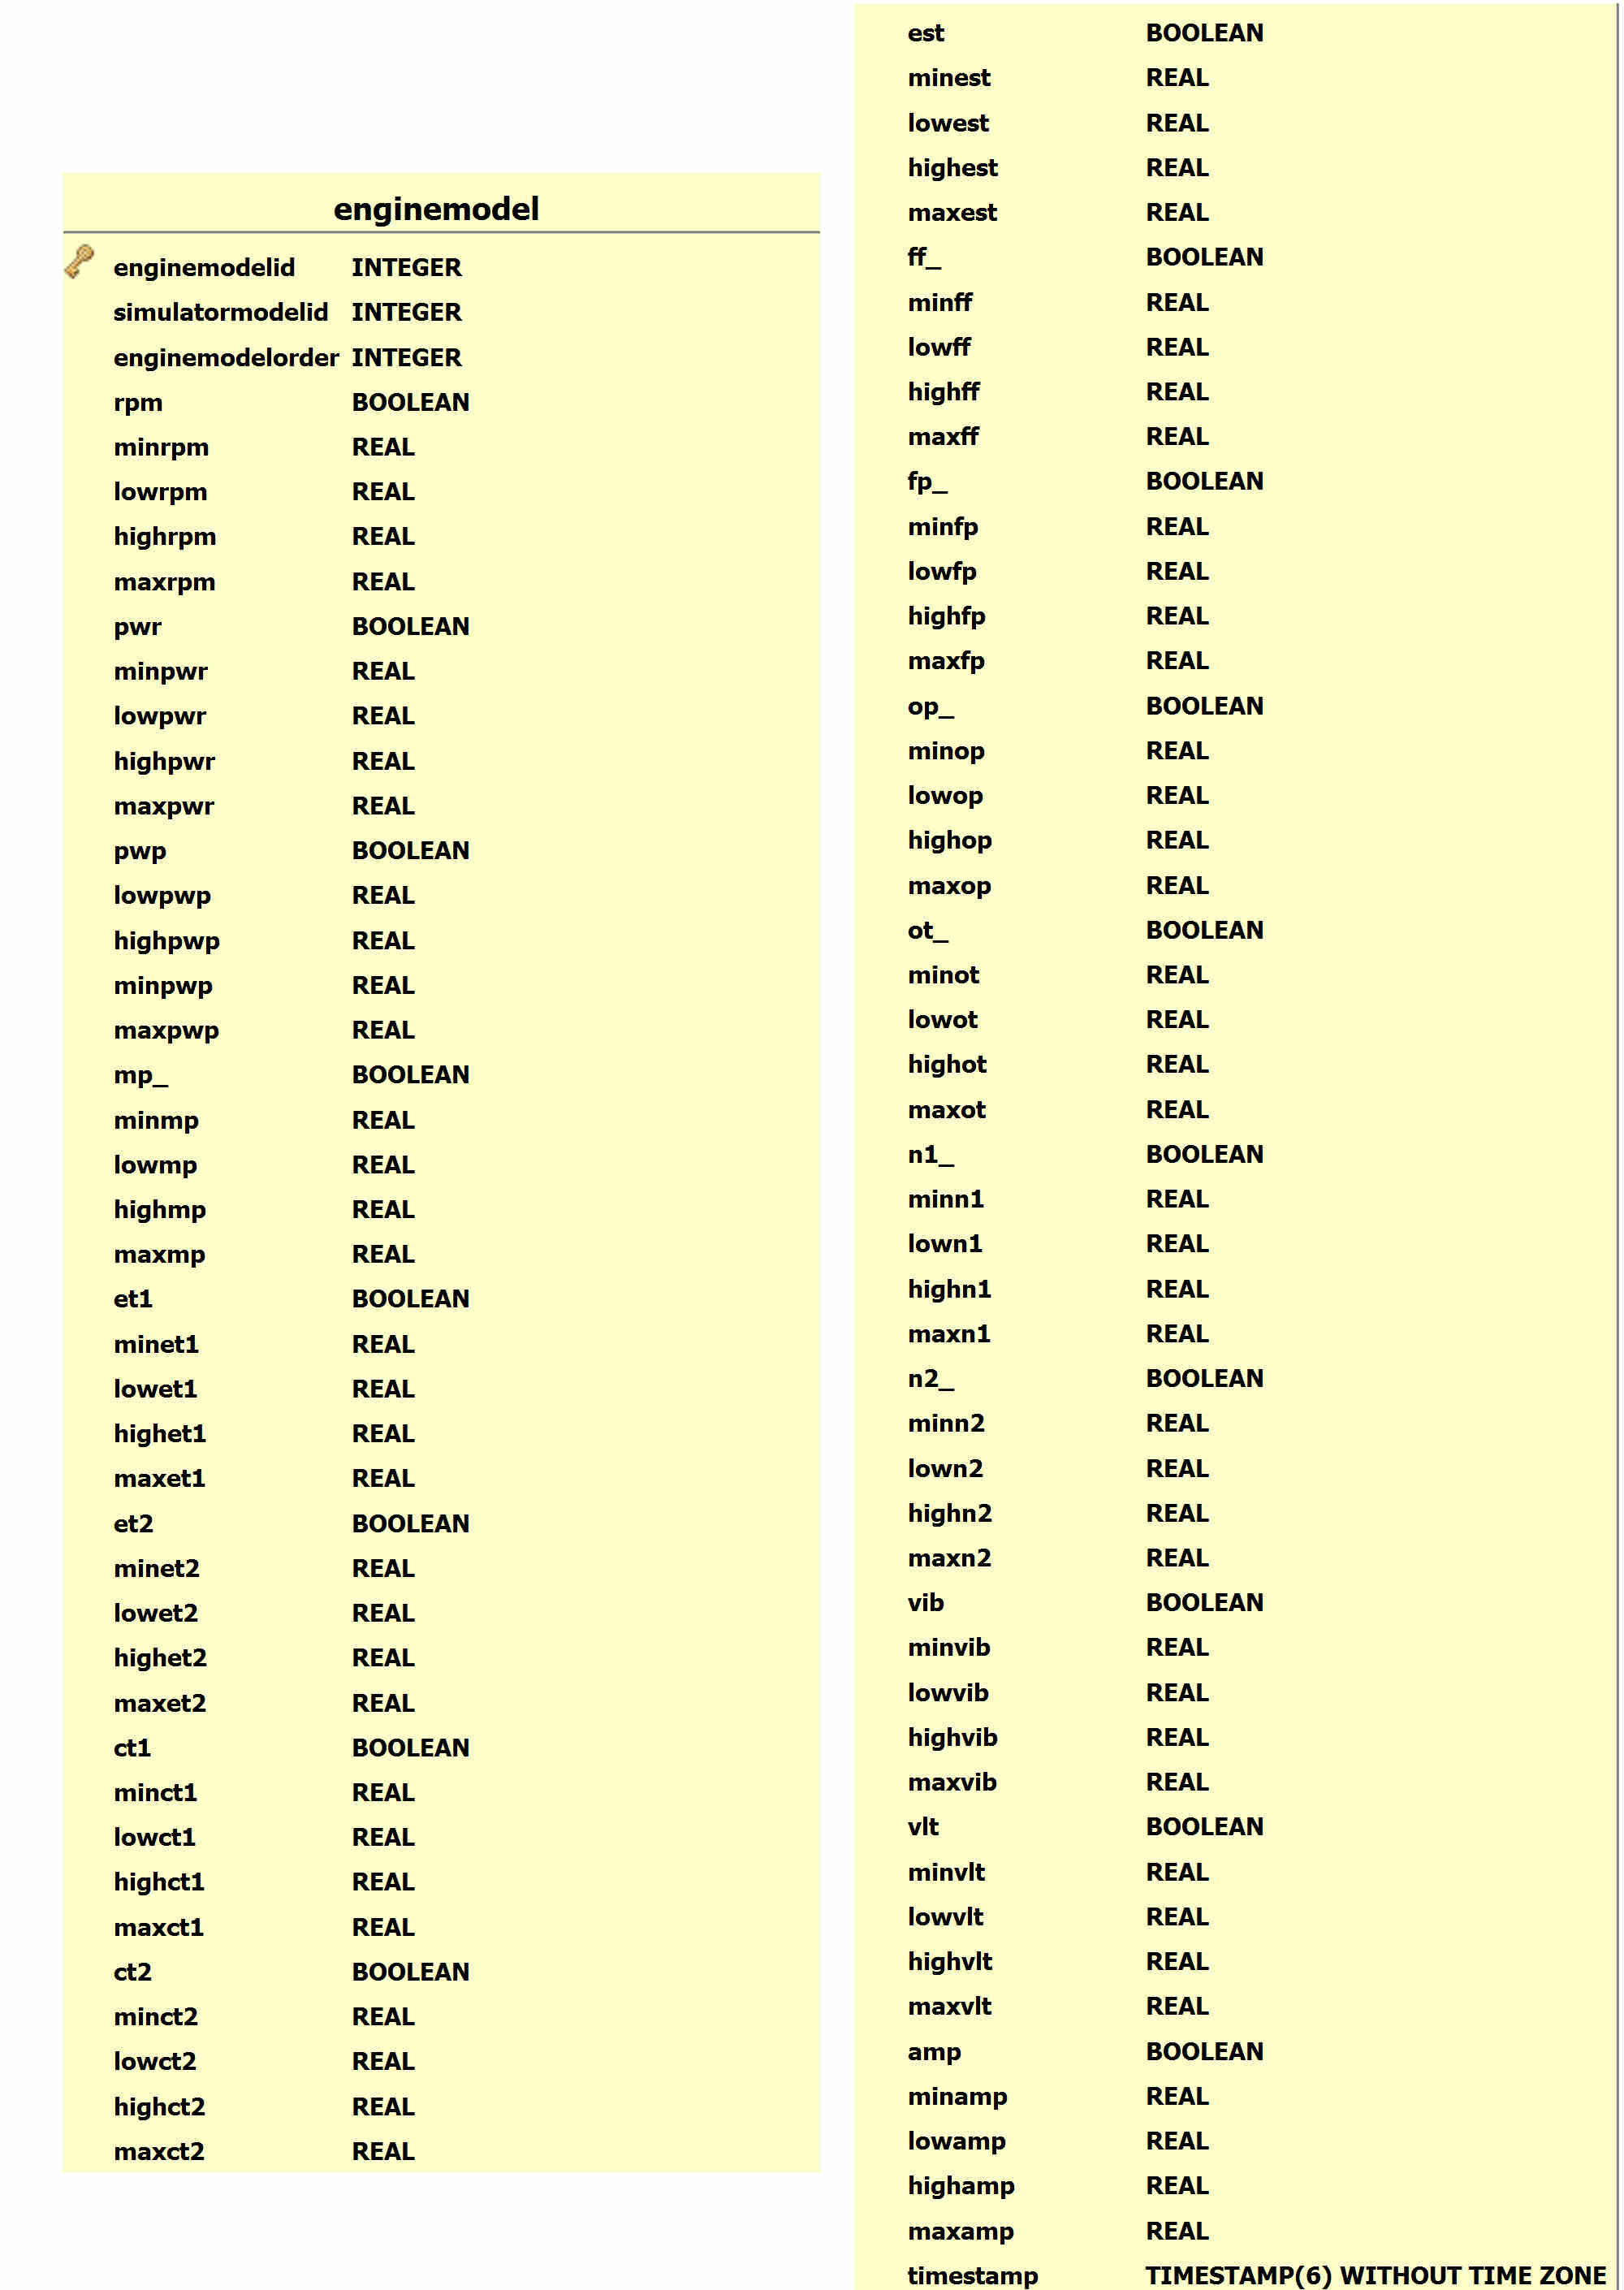 enginemodel
enginemodelid INTEGER
simulatormodelid INTEGER
enginemodelorder INTEGER
rpm BOOLEAN
minrpm REAL
lowrpm REAL
highrpm REAL
maxrpm REAL
pwr BOOLEAN
minpwr REAL
lowpwr REAL
highpwr REAL
maxpwr REAL
pwp BOOLEAN
lowpwp REAL
highpwp REAL
minpwp REAL
maxpwp REAL
mp_ BOOLEAN
minmp REAL
lowmp REAL
highmp REAL
maxmp REAL
et1 BOOLEAN
minet1 REAL
lowet1 REAL
highet1 REAL
maxet1 REAL
et2 BOOLEAN
minet2 REAL
lowet2 REAL
highet2 REAL
maxet2 REAL
ct1 BOOLEAN
minct1 REAL
lowct1 REAL
highct1 REAL
maxct1 REAL
ct2 BOOLEAN
minct2 REAL
lowct2 REAL
highct2 REAL
maxct2 REAL
est BOOLEAN
minest REAL
lowest REAL
highest REAL
maxest REAL
ff_ BOOLEAN
minff REAL
lowff REAL
highff REAL
maxff REAL
fp_ BOOLEAN
minfp REAL
lowfp REAL
highfp REAL
maxfp REAL
op_ BOOLEAN
minop REAL
lowop REAL
highop REAL
maxop REAL
ot_ BOOLEAN
minot REAL
lowot REAL
highot REAL
maxot REAL
n1_ BOOLEAN
minn1 REAL
lown1 REAL
highn1 REAL
maxn1 REAL
n2_ BOOLEAN
minn2 REAL
lown2 REAL
highn2 REAL
maxn2 REAL
vib BOOLEAN
minvib REAL
lowvib REAL
highvib REAL
maxvib REAL
vlt BOOLEAN
minvlt REAL
lowvlt REAL
highvlt REAL
maxvlt REAL
amp BOOLEAN
minamp REAL
lowamp REAL
highamp REAL
maxamp REAL
timestamp TIMESTAMP(6) WITHOUT TIME ZONE